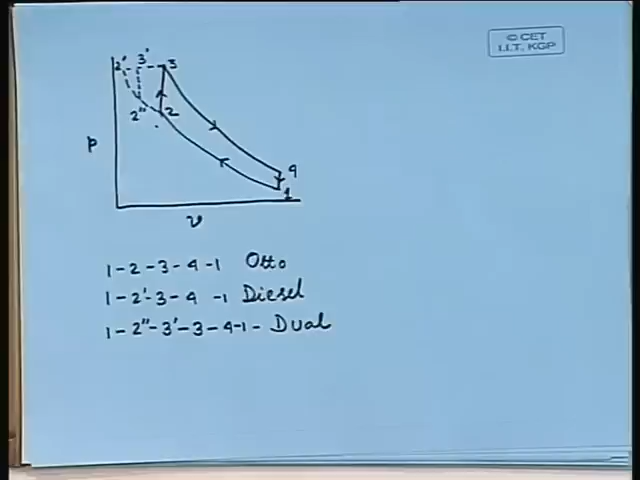 © CET
I.I.T. KGP
2' 3' 3
2" 2
p
4
1
v
1-2-3-4-1 Otto
1-2'-3-4-1 Diesel
1-2"-3'-3-4-1- Dual